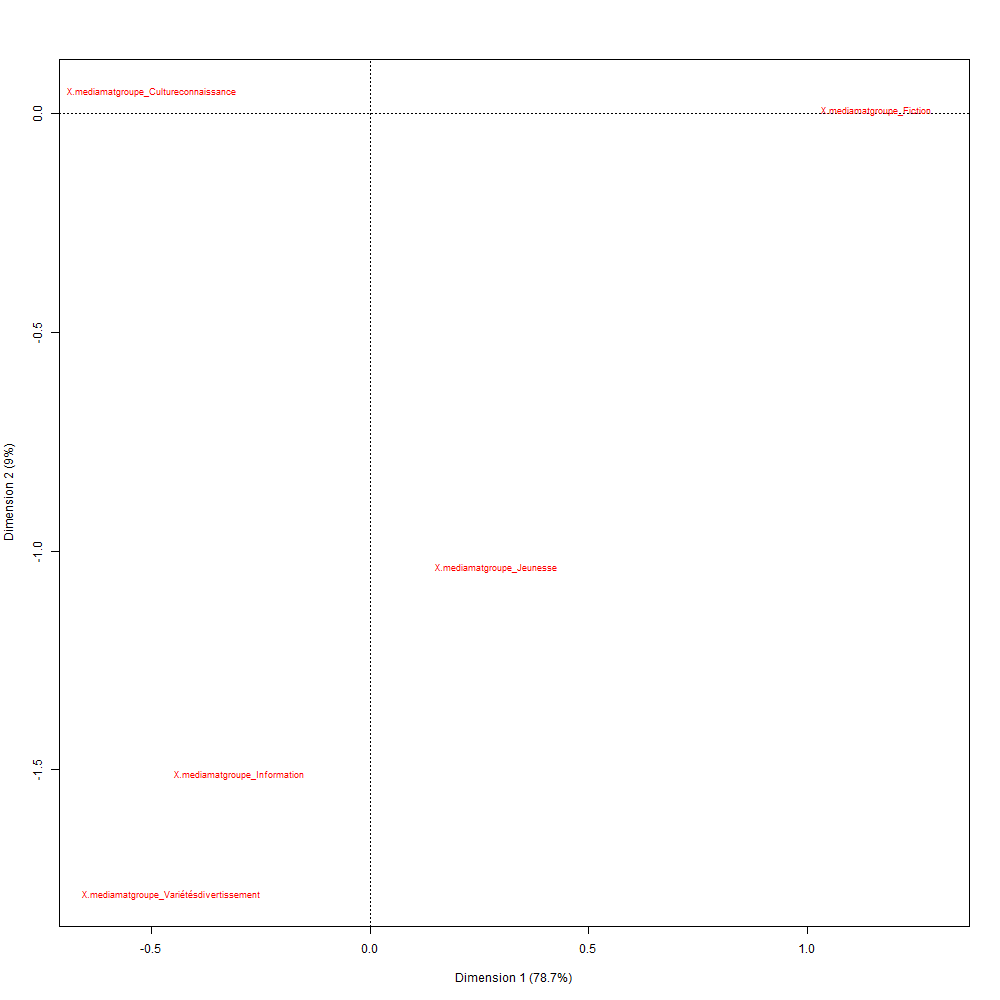 X.mediamatgroupe_Cultureconnaissance
X.mediamatgroupe_Fiction
X.mediamatgroupe_Jeunesse
X.mediamatgroupe_Information
X.mediamatgroupe_Variétésdivertissement
0.0
-0.5
-1.0
-1.5
Dimension 2 (9%)
-0.5 0.0 0.5 1.0
Dimension 1 (78.7%)